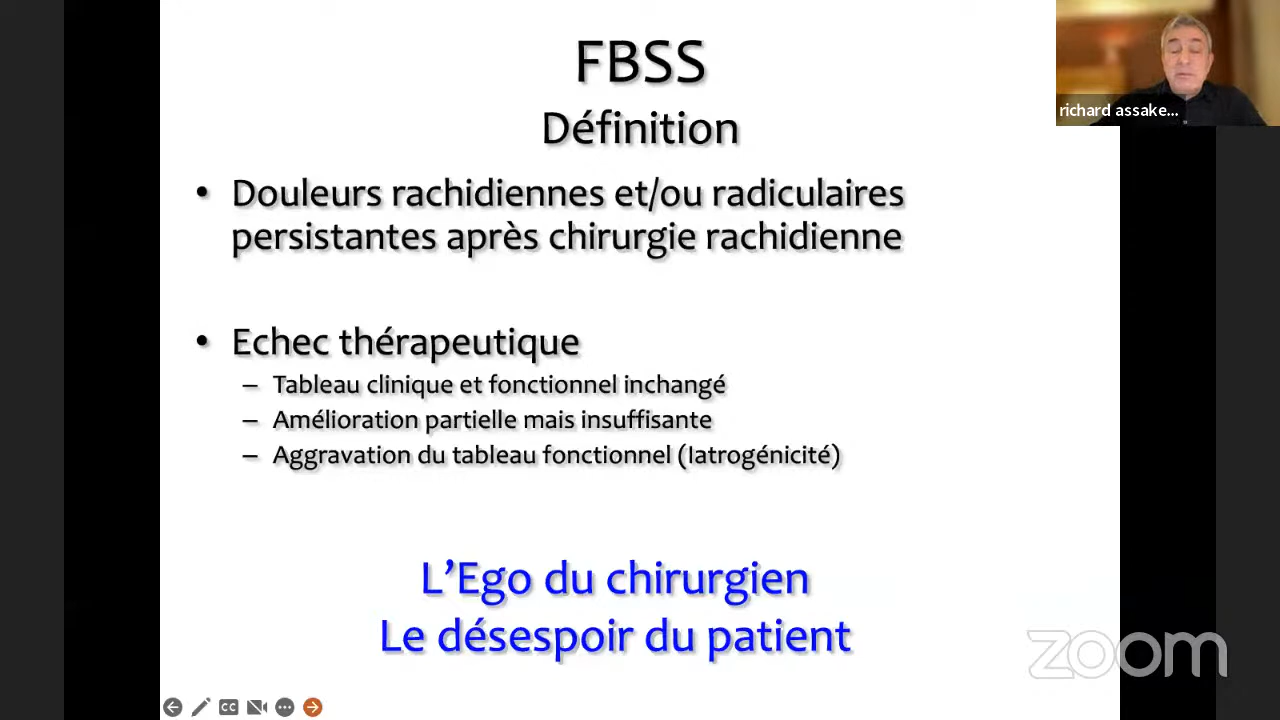 FBSS
Définition
richard assake...
• Douleurs rachidiennes et/ou radiculaires
persistantes après chirurgie rachidienne
• Echec thérapeutique
– Tableau clinique et fonctionnel inchangé
– Amélioration partielle mais insuffisante
– Aggravation du tableau fonctionnel (Iatrogénicité)
L’Ego du chirurgien
Le désespoir du patient
zoom
CC